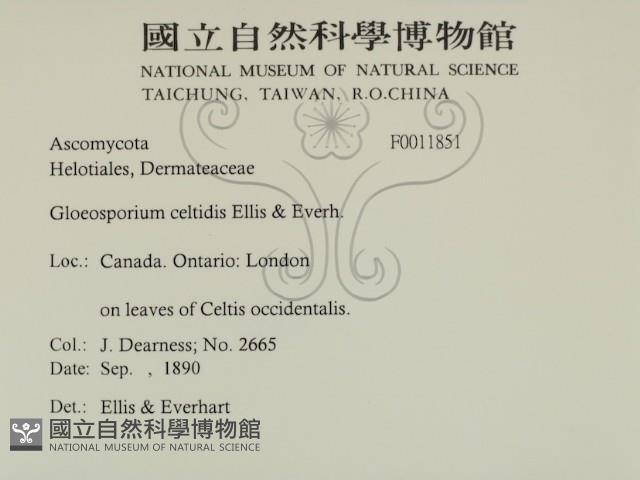 國立自然科學博物館
NATIONAL MUSEUM OF NATURAL SCIENCE
TAICHUNG, TAIWAN, R.O.CHINA
Ascomycota F0011851
Helotiales, Dermateaceae
Gloeosporium celtidis Ellis & Everh.
Loc.: Canada. Ontario: London
on leaves of Celtis occidentalis.
Col.: J. Dearness; No. 2665
Date: Sep. , 1890
Det.: Ellis & Everhart
國立自然科學博物館
NATIONAL MUSEUM OF NATURAL SCIENCE